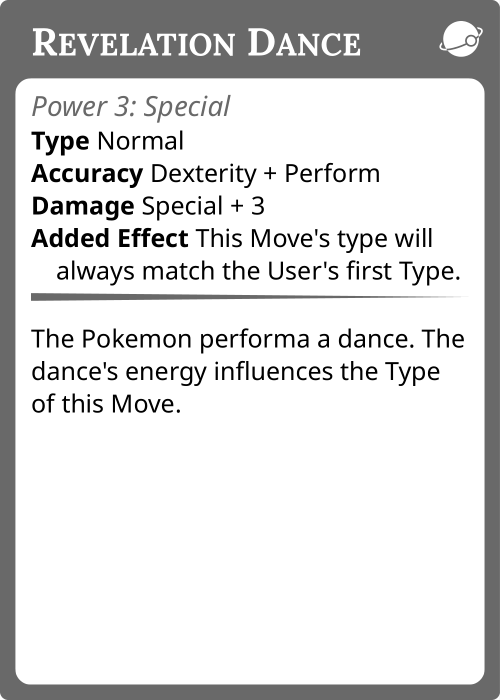 Revelation Dance
Power 3: Special
Type Normal
Accuracy Dexterity + Perform
Damage Special + 3
Added Effect This Move's type will
always match the User's first Type.
The Pokemon performa a dance. The
dance's energy influences the Type
of this Move.